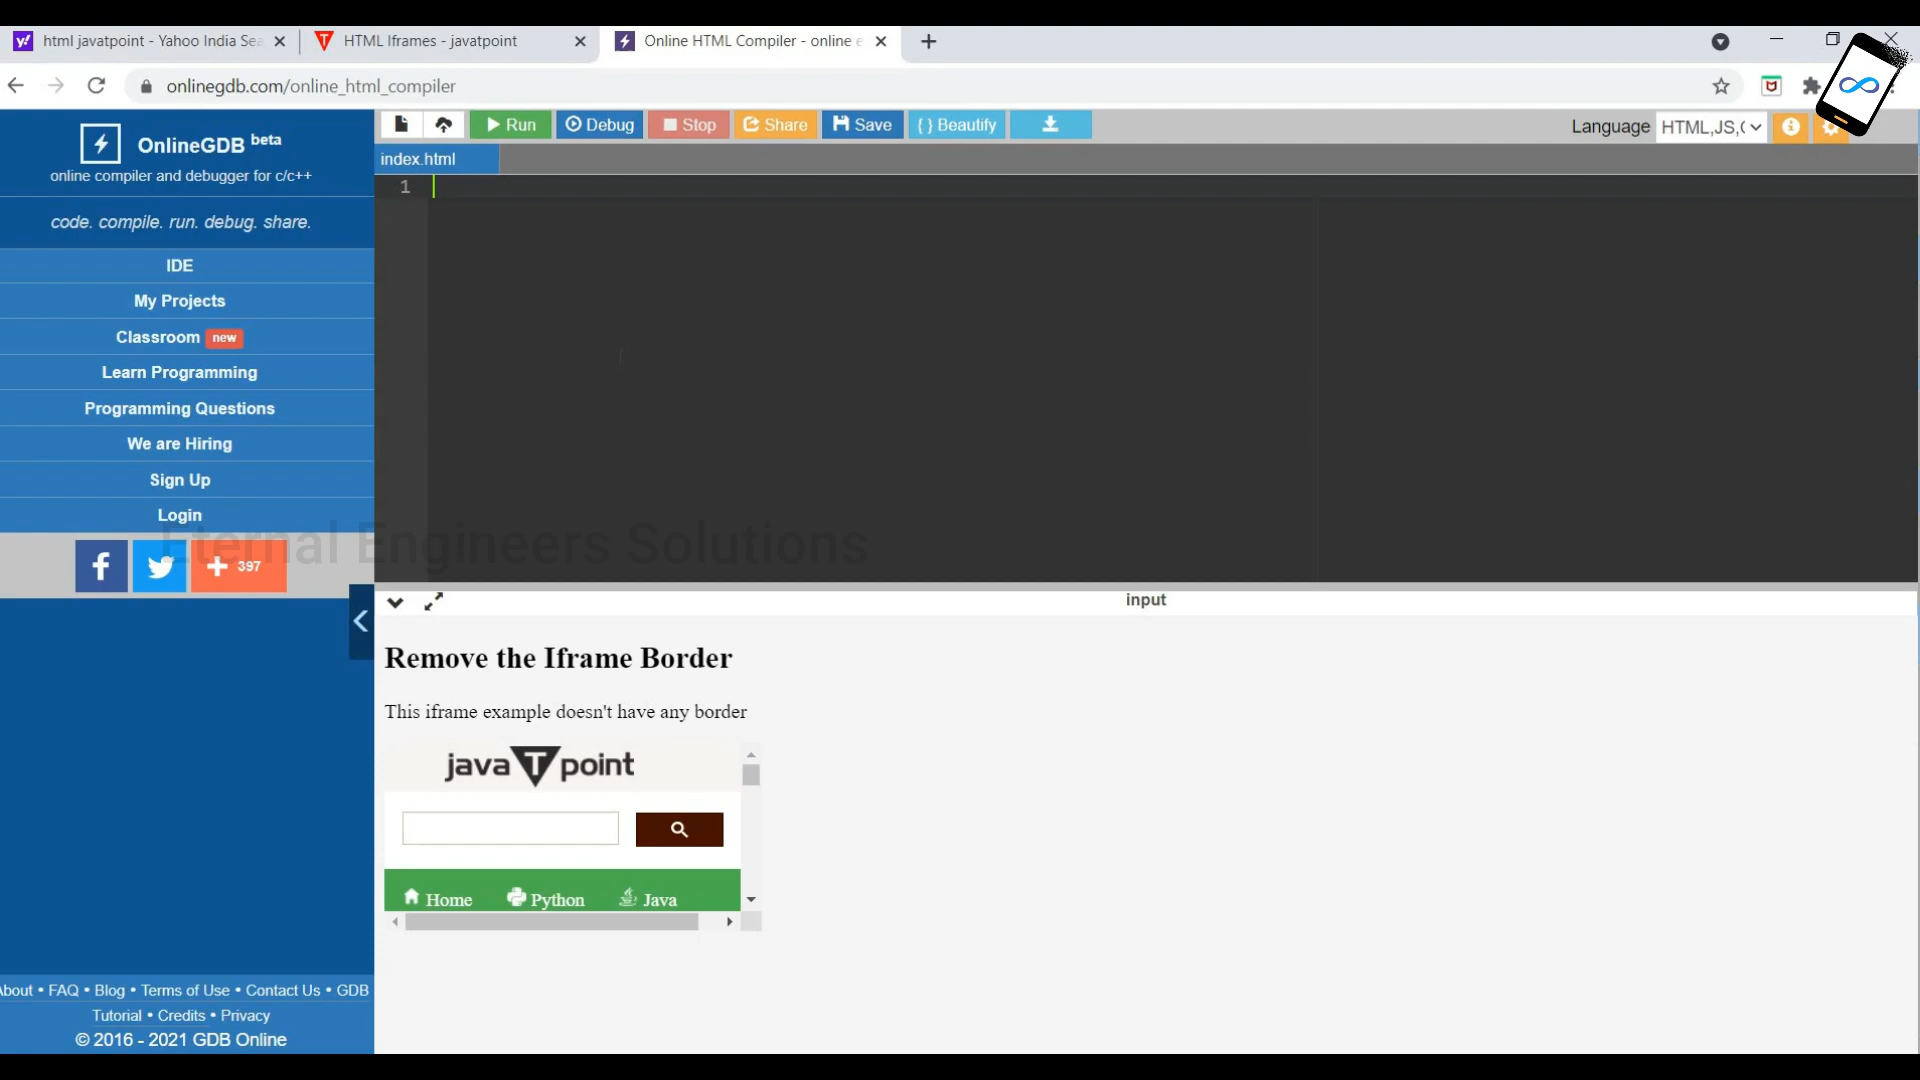 html javatpoint - Yahoo India Sea
HTML Iframes - javatpoint
Online HTML Compiler - online e
onlinegdb.com/online_html_compiler
OnlineGDB beta
online compiler and debugger for c/c++
code. compile. run. debug. share.
IDE
My Projects
Classroom new
Learn Programming
Programming Questions
We are Hiring
Sign Up
Login
397
About • FAQ • Blog • Terms of Use • Contact Us • GDB
Tutorial • Credits • Privacy
© 2016 - 2021 GDB Online
Run Debug Stop Share Save { } Beautify
Language HTML,JS,C
index.html
1
Eternal Engineers Solutions
input
Remove the Iframe Border
This iframe example doesn't have any border
javaTpoint
Home Python Java